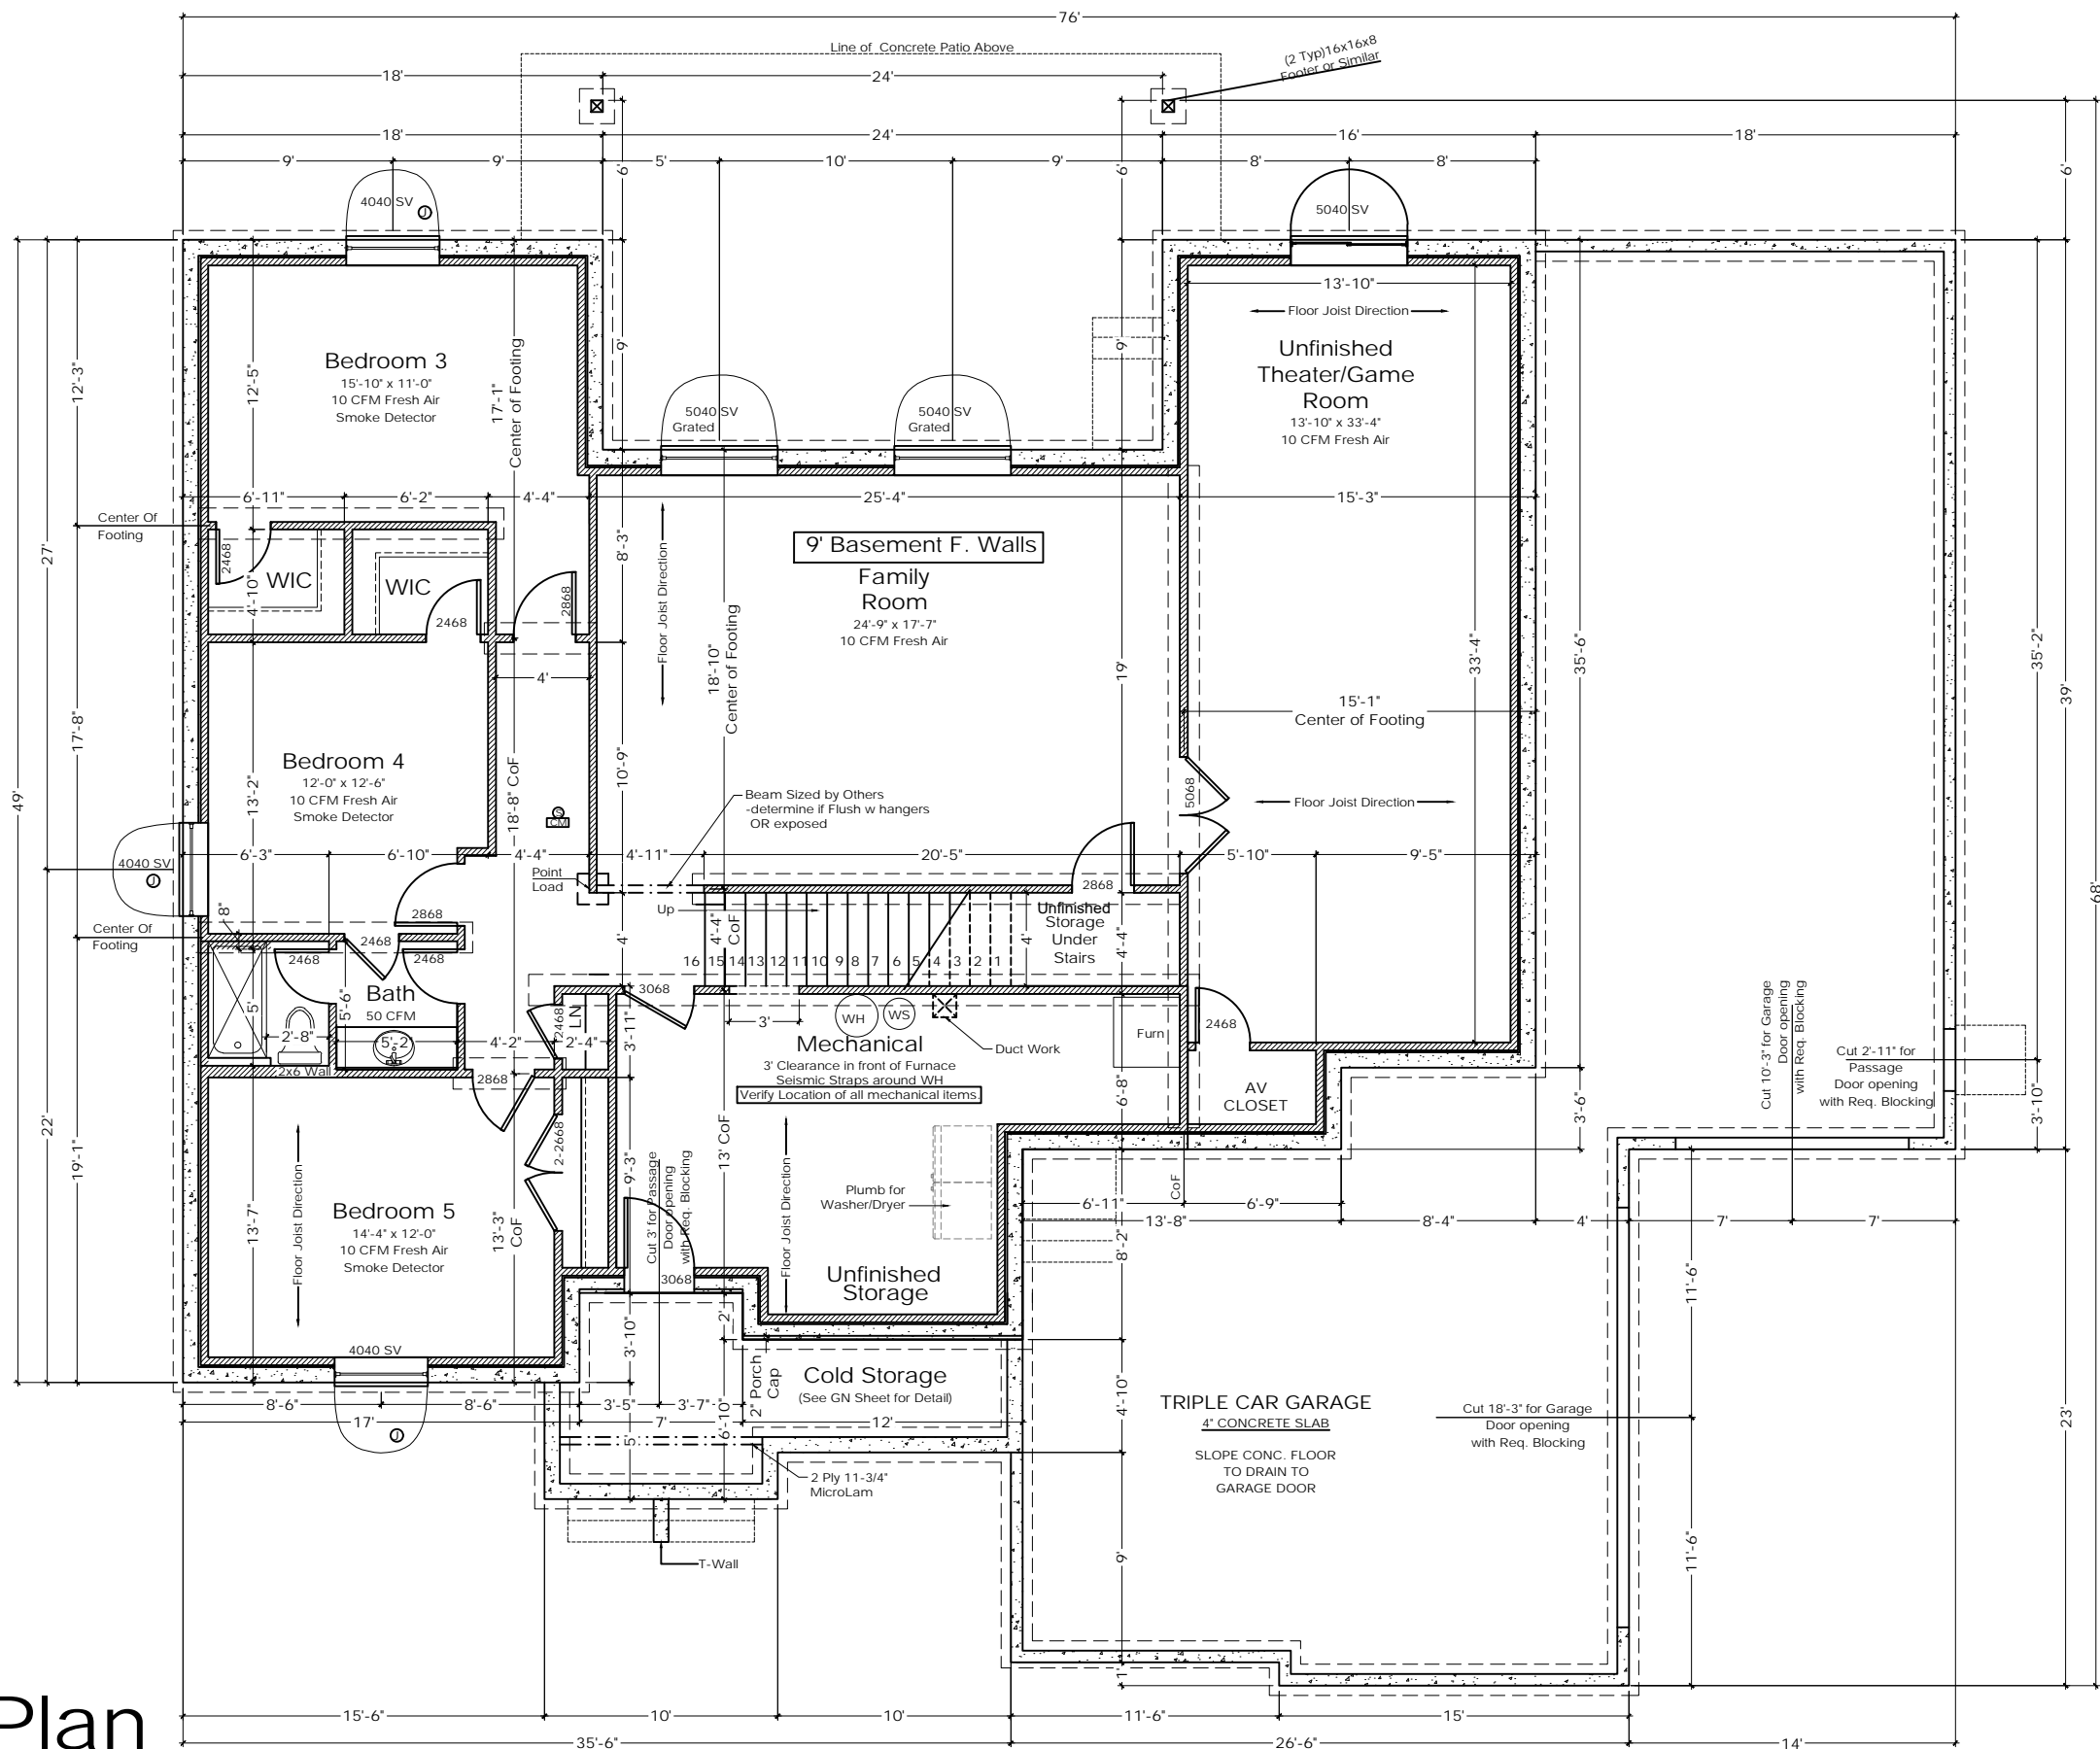 76'
Line of Concrete Patio Above
(2 Typ)16x16x8
Footer or Similar
18'
24'
18'
24'
16'
18'
9'
9'
5'
10'
9'
8'
8'
6'
6'
6'
4040 SV
J
5040 SV
13'-10"
Floor Joist Direction
Unfinished
Theater/Game
Room
13'-10" x 33'-4"
10 CFM Fresh Air
Bedroom 3
15'-10" x 11'-0"
10 CFM Fresh Air
Smoke Detector
12'-3"
12'-5"
17'-1"
Center of Footing
9'
9'
5040 SV
Grated
5040 SV
Grated
6'-11"
6'-2"
4'-4"
25'-4"
15'-3"
Center Of
Footing
27'
2468
WIC
4'-10"
WIC
2468
2868
8'-3"
Floor Joist Direction
9' Basement F. Walls
Family
Room
24'-9" x 17'-7"
10 CFM Fresh Air
18'-10"
Center of Footing
19'
33'-4"
35'-6"
35'-2"
39'
4'
15'-1"
Center of Footing
17'-8"
49'
Bedroom 4
12'-0" x 12'-6"
10 CFM Fresh Air
Smoke Detector
13'-2"
18'-8" CoF
S
CM
10'-9"
Beam Sized by Others
-determine if Flush w hangers
OR exposed
5068
Floor Joist Direction
4040 SV
J
6'-3"
6'-10"
4'-4"
4'-11"
20'-5"
5'-10"
9'-5"
68'
Point
Load
2868
2868
Up
8"
Center Of
Footing
2468
2468
2468
4'
4'-4"
CoF
4'
4'-4"
Unfinished
Storage
Under
Stairs
16 15 14 13 12 11 10 9 8 7 6 5 4 3 2 1
Bath
50 CFM
5'
5'-6"
2'-8"
5'-2"
4'-2"
2'-4"
2468
LN
3068
3'-11"
3'
WH
WS
Furn
2468
Mechanical
3' Clearance in front of Furnace
Seismic Straps around WH
Verify Location of all mechanical items.
Duct Work
2x6 Wall
2868
6'-8"
AV
CLOSET
Cut 10'-3" for Garage
Door opening
with Req. Blocking
Cut 2'-11" for
Passage
Door opening
with Req. Blocking
3'-6"
3'-10"
22'
19'-1"
2-2668
9'-3"
13' CoF
Cut 3' for Passage
Door opening
with Req. Blocking
Floor Joist Direction
Plumb for
Washer/Dryer
6'-11"
CoF
6'-9"
13'-8"
8'-4"
4'
7'
7'
Floor Joist Direction
Bedroom 5
14'-4" x 12'-0"
10 CFM Fresh Air
Smoke Detector
13'-7"
13'-3"
CoF
8'-2"
3068
Unfinished
Storage
11'-6"
2'
3'-10"
4040 SV
2" Porch
Cap
Cold Storage
(See GN Sheet for Detail)
4'-10"
TRIPLE CAR GARAGE
4" CONCRETE SLAB
SLOPE CONC. FLOOR
TO DRAIN TO
GARAGE DOOR
Cut 18'-3" for Garage
Door opening
with Req. Blocking
23'
8'-6"
8'-6"
3'-5"
3'-7"
17'
7'
12'
J
5'
6'-10"
2 Ply 11-3/4"
MicroLam
T-Wall
9'
11'-6"
1'
Plan
15'-6"
10'
10'
11'-6"
15'
35'-6"
26'-6"
14'